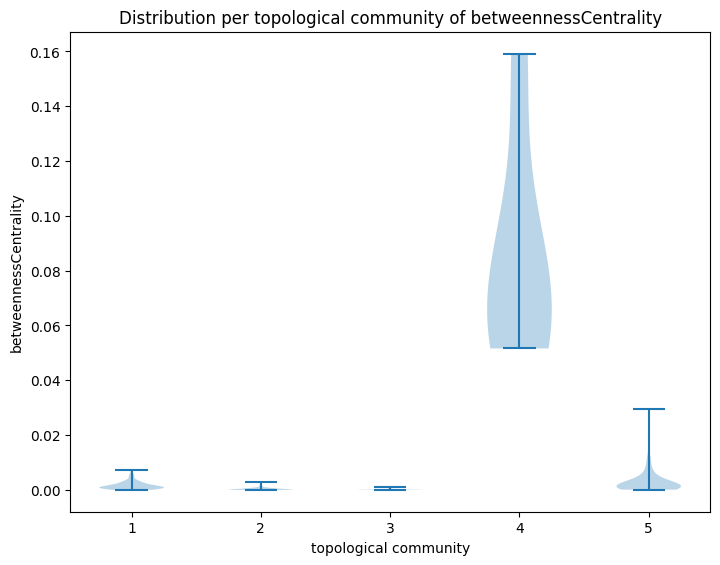 Distribution per topological community of betweennessCentrality
betweennessCentrality
0.16
0.14
0.12
0.10
0.08
0.06
0.04
0.02
0.00
1 2 3 4 5
topological community